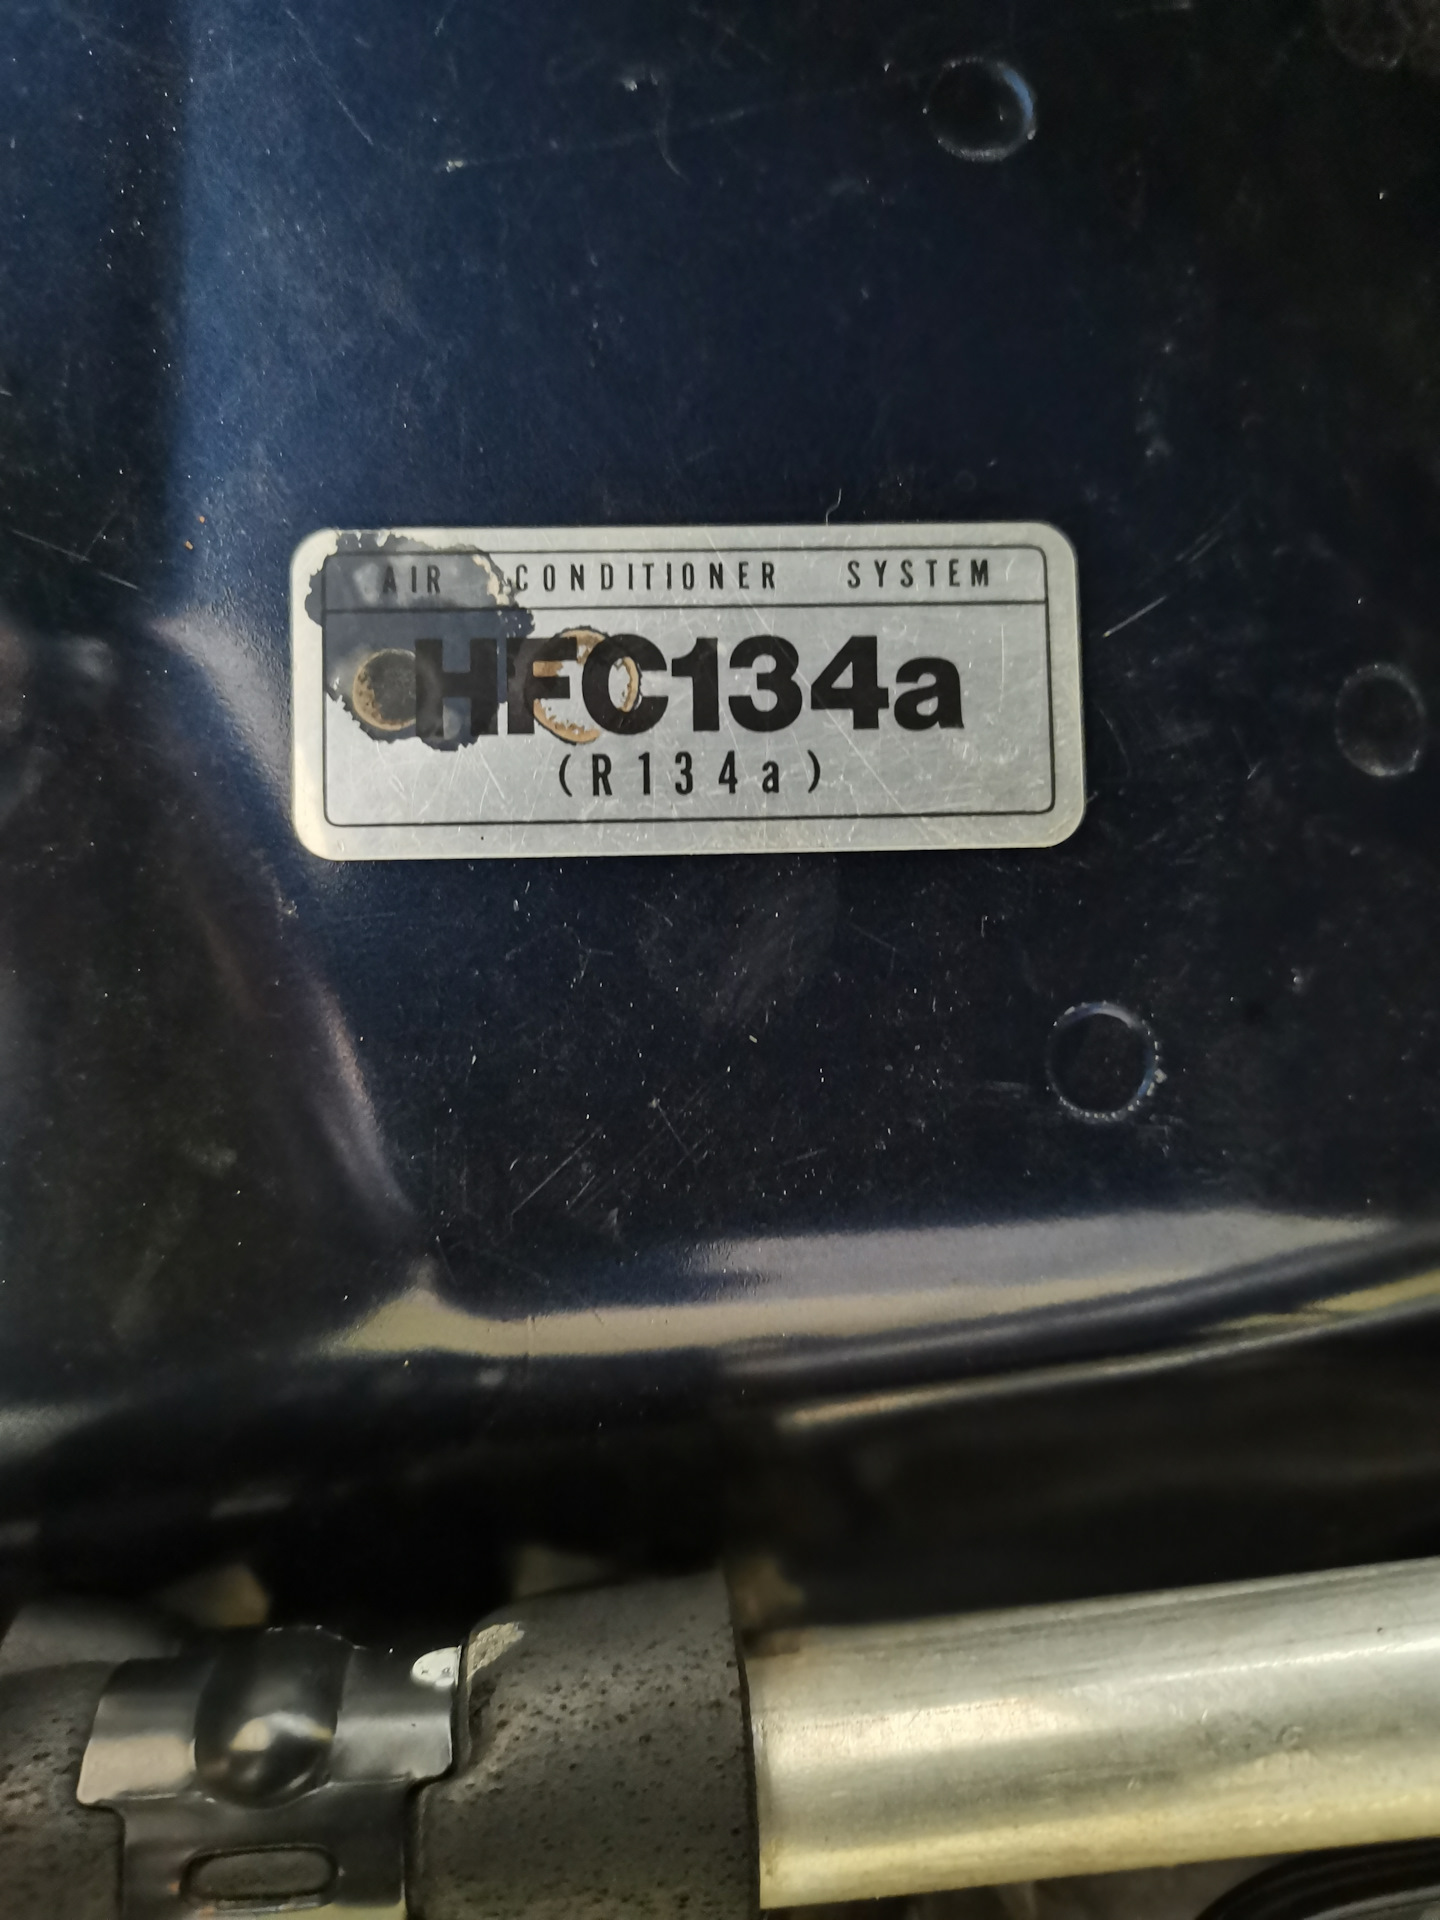 AIR CONDITIONER SYSTEM
HFC134a
(R134a)